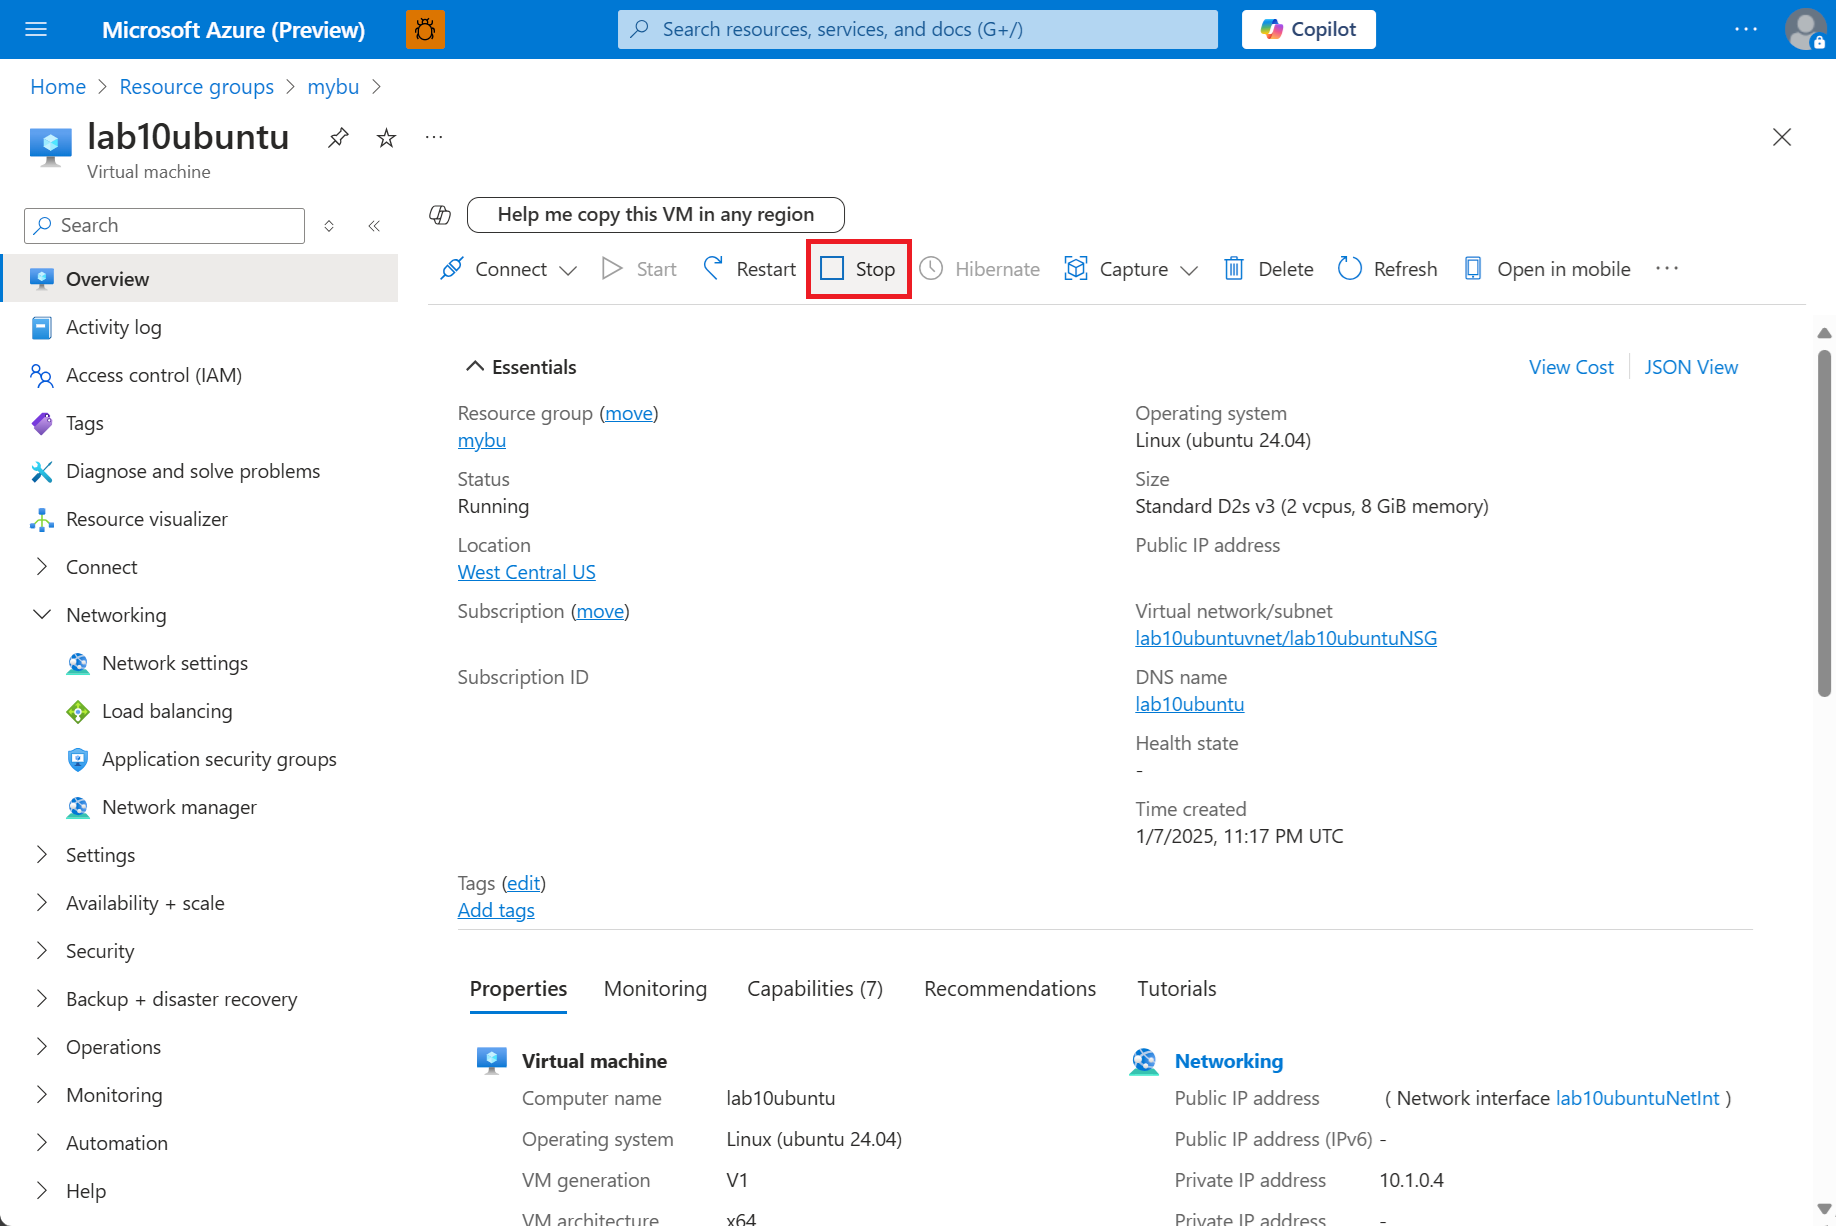 Microsoft Azure (Preview)
Search resources, services, and docs (G+/)
Copilot
Home > Resource groups > mybu >
lab10ubuntu
Virtual machine
Search
Overview
Activity log
Access control (IAM)
Tags
Diagnose and solve problems
Resource visualizer
Connect
Networking
Network settings
Load balancing
Application security groups
Network manager
Settings
Availability + scale
Security
Backup + disaster recovery
Operations
Monitoring
Automation
Help
Help me copy this VM in any region
Connect Start Restart Stop Hibernate Capture Delete Refresh Open in mobile
Essentials
View Cost JSON View
Resource group (move)
mybu
Status
Running
Location
West Central US
Subscription (move)
Subscription ID
Operating system
Linux (ubuntu 24.04)
Size
Standard D2s v3 (2 vcpus, 8 GiB memory)
Public IP address
Virtual network/subnet
lab10ubuntuvnet/lab10ubuntuNSG
DNS name
lab10ubuntu
Health state
-
Time created
1/7/2025, 11:17 PM UTC
Tags (edit)
Add tags
Properties Monitoring Capabilities (7) Recommendations Tutorials
Virtual machine
Computer name lab10ubuntu
Operating system Linux (ubuntu 24.04)
VM generation V1
VM architecture x64
Networking
Public IP address ( Network interface lab10ubuntuNetInt )
Public IP address (IPv6) -
Private IP address 10.1.0.4
Private IP address -